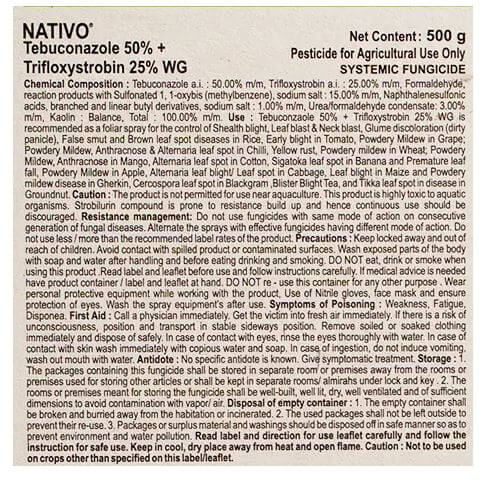 NATIVO®
Net Content : 500 g
Tebuconazole 50% +
Pesticide for Agricultural Use Only
Trifloxystrobin 25% WG
SYSTEMIC FUNGICIDE
Chemical Composition : Tebuconazole a.i. : 50.00% m/m, Trifloxystrobin a.i. : 25.00% m/m, Formaldehyde,
reaction products with Sulfonated 1, 1-oxybis (methylbenzene), sodium salt : 15.00% m/m, Naphthalenesulphonic
acids, branched and linear butyl derivatives, sodium salt : 1.00% m/m, Urea/formaldehyde condensate: 3.00%
m/m, Kaolin : Balance, Total : 100.00% m/m. Use : Tebuconzole 50% + Trifloxystrobin 25% WG is
recommended as a foliar spray for the control of Sheath blight, Leaf blast & Neck blast, Glume discoloration (dirty
panicle), False smut and Brown leaf spot diseases in Rice, Early blight in Tomato, Powdery Mildew in Grape;
Powdery Mildew, Anthracnose & Alternaria leaf spot in Chilli, Yellow rust, Powdery mildew in Wheat; Powdery
Mildew, Anthracnose in Mango, Alternaria leaf spot in Cotton, Sigatoka leaf spot in Banana and Premature leaf
fall, Powdery Mildew in Apple, Alternaria leaf blight/ Leaf spot in Cabbage, Leaf blight in Maize and Powdery
mildew disease in Gherkin, Cercospora leaf spot in Blackgram ,Blister Blight Tea, and Tikka leaf spot in disease in
Groundnut. Caution : The product is not permitted for use near aquaculture. This product is highly toxic to aquatic
organisms. Strobilurin compound is prone to resistance build up and hence continuous use should be
discouraged. Resistance management: Do not use fungicides with same mode of action on consecutive
generation of fungal diseases. Alternate the sprays with effective fungicides having different mode of action. Do
not use less / more than the recommended label rates of the product. Precautions : Keep locked away and out of
reach of children. Avoid contact with spilled product or contaminated surfaces. Wash exposed parts of the body
with soap and water after handling and before eating drinking and smoking. DO NOT eat, drink or smoke when
using this product .Read label and leaflet before use and follow instructions carefully. If medical advice is needed
have product container / label and leaflet at hand. DO NOT re - use this container for any other purpose . Wear
personal protective equipment while working with the product, Use of Nitrile gloves, face mask and ensure
protection of eyes. Wash the spray equipment's after use. Symptoms of Poisoning : Weakness, Fatigue,
Disponea. First Aid : Call a physician immediately. Get the victim into fresh air immediately. If there is a risk of
unconsciousness, position and transport in stable sideways position. Remove soiled or soaked clothing
immediately and dispose of safely. In case of contact with eyes, rinse the eyes thoroughly with water. In case of
contact with skin wash immediately with copious water and soap. In case of ingestion, do not induce vomiting,
wash out mouth with water. Antidote : No specific antidote is known. Give symptomatic treatment. Storage : 1.
The packages containing this fungicide shall be stored in separate room or premises away from the rooms or
premises used for storing other articles or shall be kept in separate rooms/ almirahs under lock and key . 2. The
rooms or premises meant for storing the fungicide shall be well-built, well lit, dry, well ventilated and of sufficient
dimensions to avoid contamination with vapor/ air. Disposal of empty container : 1. The empty container shall
be broken and burried away from the habitation or incinerated. 2. The used packages shall not be left outside to
prevent their re-use. 3. Packages or surplus material and washings should be disposed off in safe manner so as to
prevent environment and water pollution. Read label and direction for use leaflet carefully and follow the
instruction for safe use. Keep in cool, dry place away from heat and open flame. Caution : Not to be used
on crops other than specified on this label/leaflet.